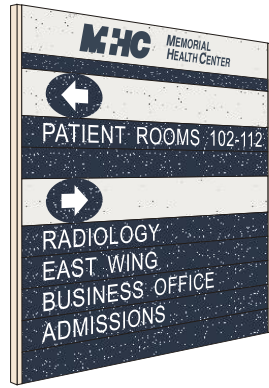 MHC MEMORIAL
HEALTH CENTER
PATIENT ROOMS 102-112
RADIOLOGY
EAST WING
BUSINESS OFFICE
ADMISSIONS